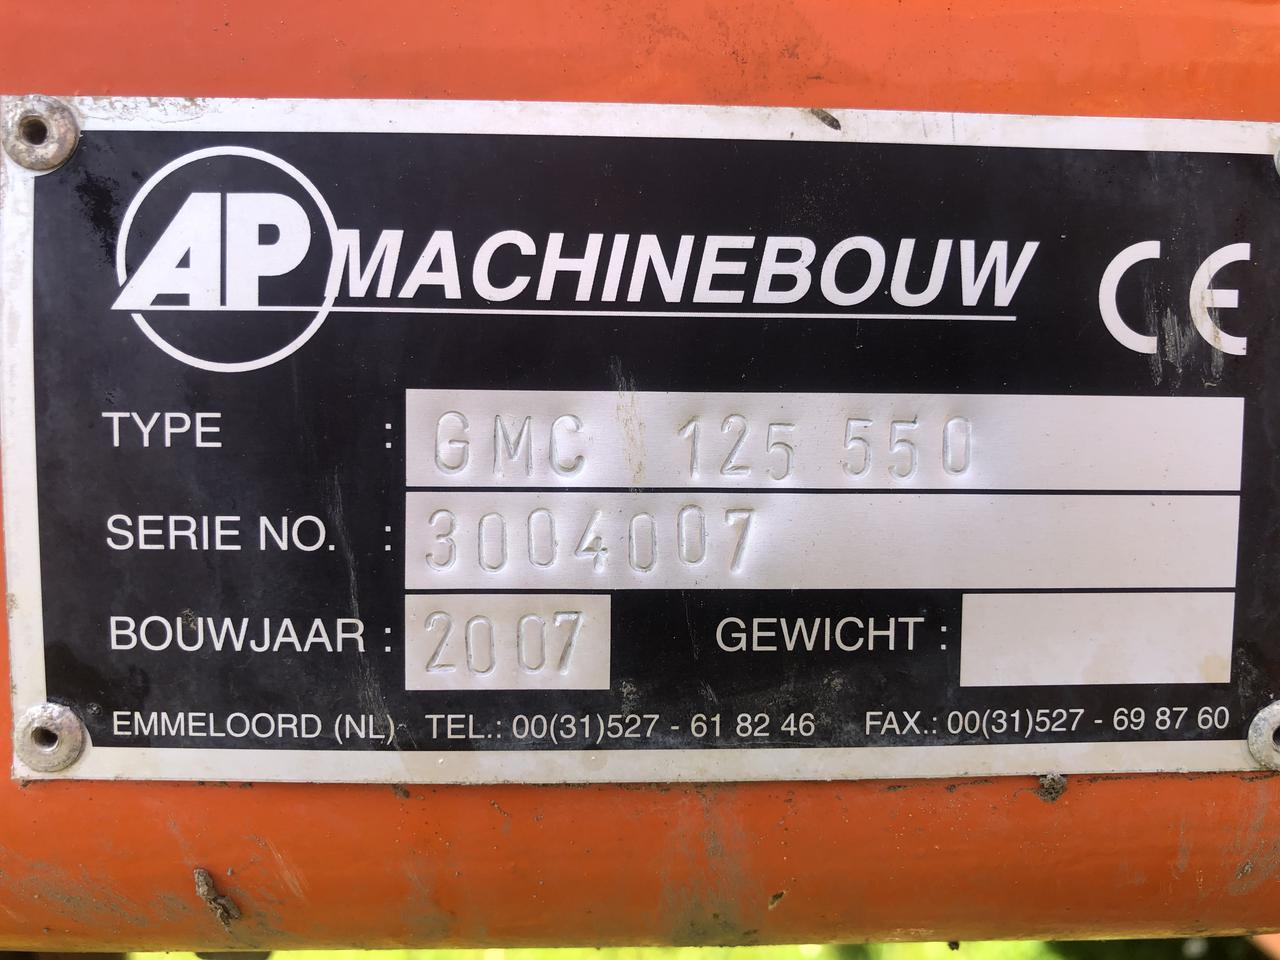 AP MACHINEBOUW CE
TYPE : GMC 125 550
SERIE NO. : 3004007
BOUWJAAR : 2007 GEWICHT :
EMMELOORD (NL) TEL.: 00(31)527 - 61 82 46 FAX.: 00(31)527 - 69 87 60